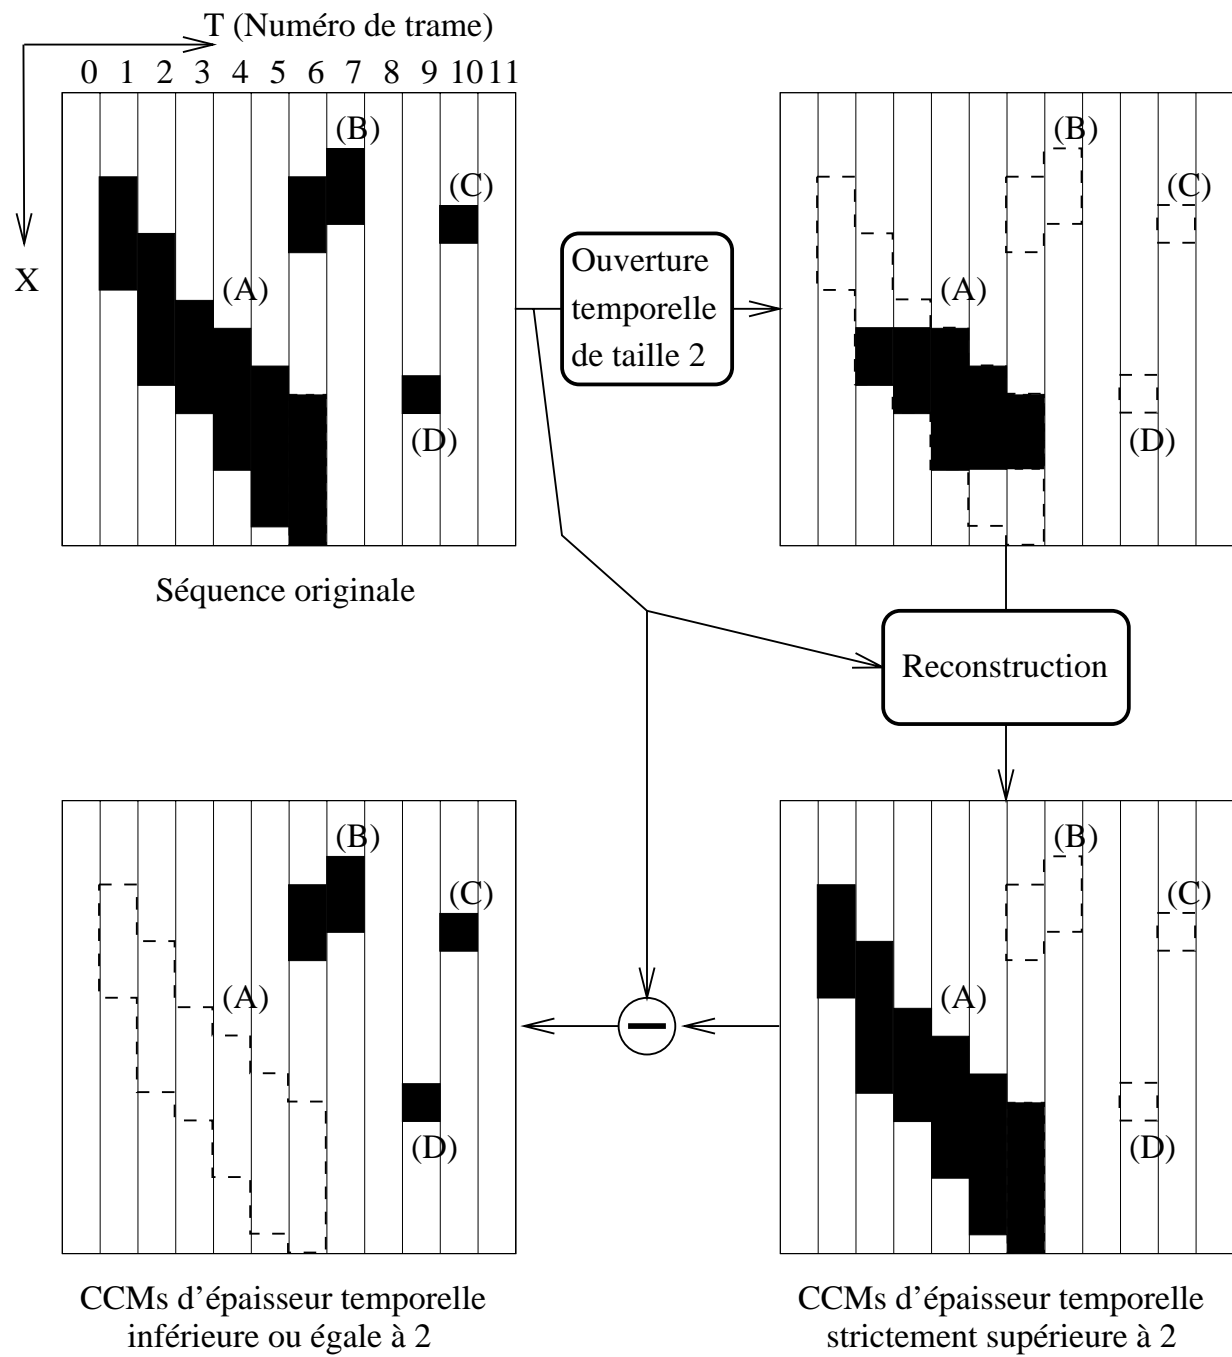 T (Numéro de trame)
0 1 2 3 4 5 6 7 8 9 10 11
X
(A)
(B)
(C)
(D)
Séquence originale
Ouverture
temporelle
de taille 2
(B)
(C)
(A)
(D)
Reconstruction
(B)
(C)
(A)
(D)
CCMs d’épaisseur temporelle
inférieure ou égale à 2
(B)
(C)
(A)
(D)
CCMs d’épaisseur temporelle
strictement supérieure à 2